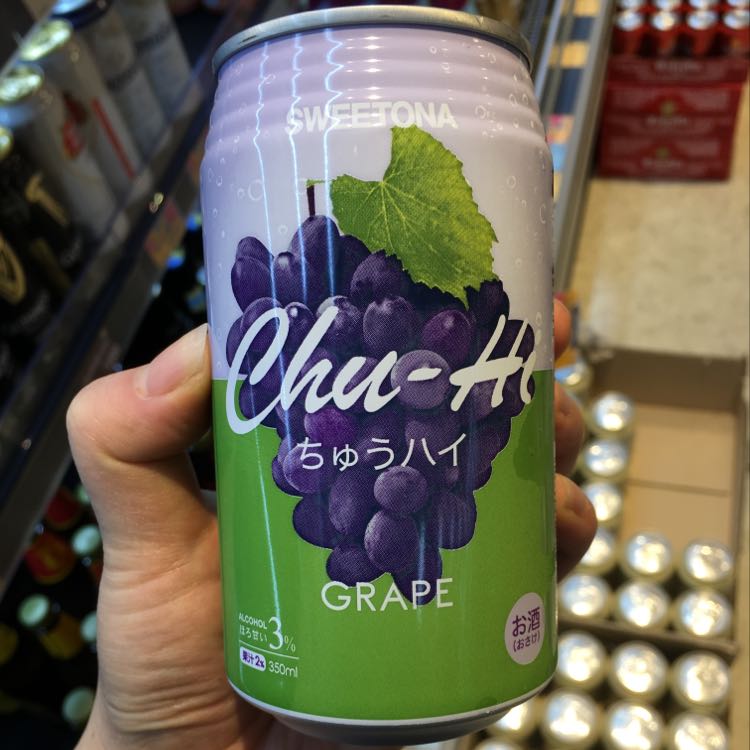 SWEETONA
Chu-Hi
ちゅうハイ
GRAPE
ALCOHOL
ほろ甘い 3%
果汁2% 350ml
お酒
(おさけ)